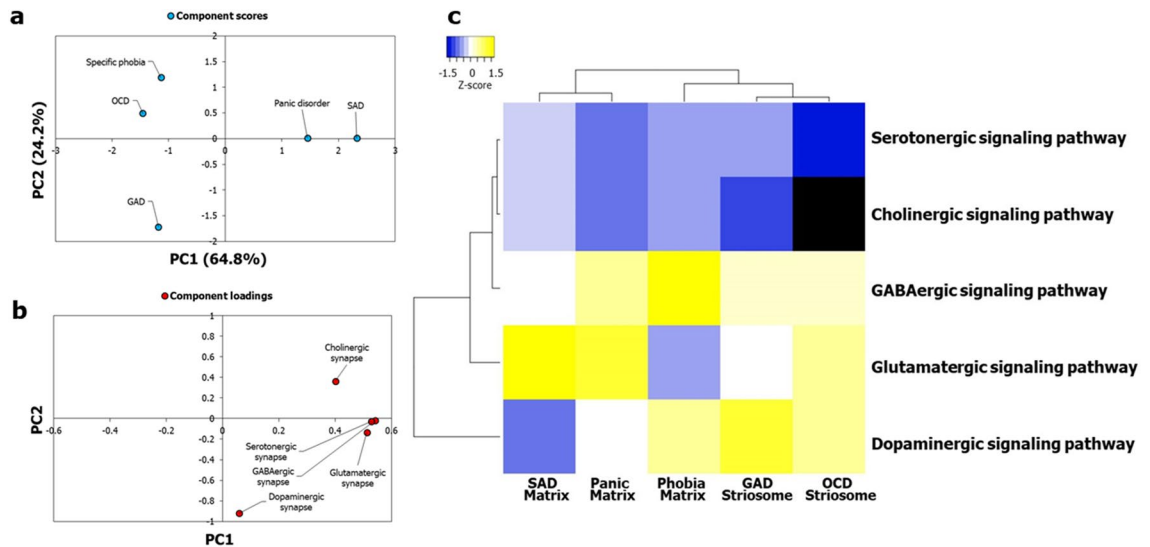 a
Component scores
2
1.5
1
0.5
0
-0.5
-1
-1.5
-2
-3
-2
-1
0
1
2
3
Specific phobia
OCD
Panic disorder
SAD
GAD
PC2 (24.2%)
PC1 (64.8%)
b
Component loadings
1
0.8
0.6
0.4
0.2
0
-0.2
-0.4
-0.6
-0.8
-1
-0.6
-0.4
-0.2
0
0.2
0.4
0.6
Cholinergic
synapse
Serotonergic
synapse
GABAergic
synapse
Glutamatergic
synapse
Dopaminergic
synapse
PC2
PC1
c
-1.5 0 1.5
Z-score
Serotonergic signaling pathway
Cholinergic signaling pathway
GABAergic signaling pathway
Glutamatergic signaling pathway
Dopaminergic signaling pathway
SAD
Matrix
Panic
Matrix
Phobia
Matrix
GAD
Striosome
OCD
Striosome